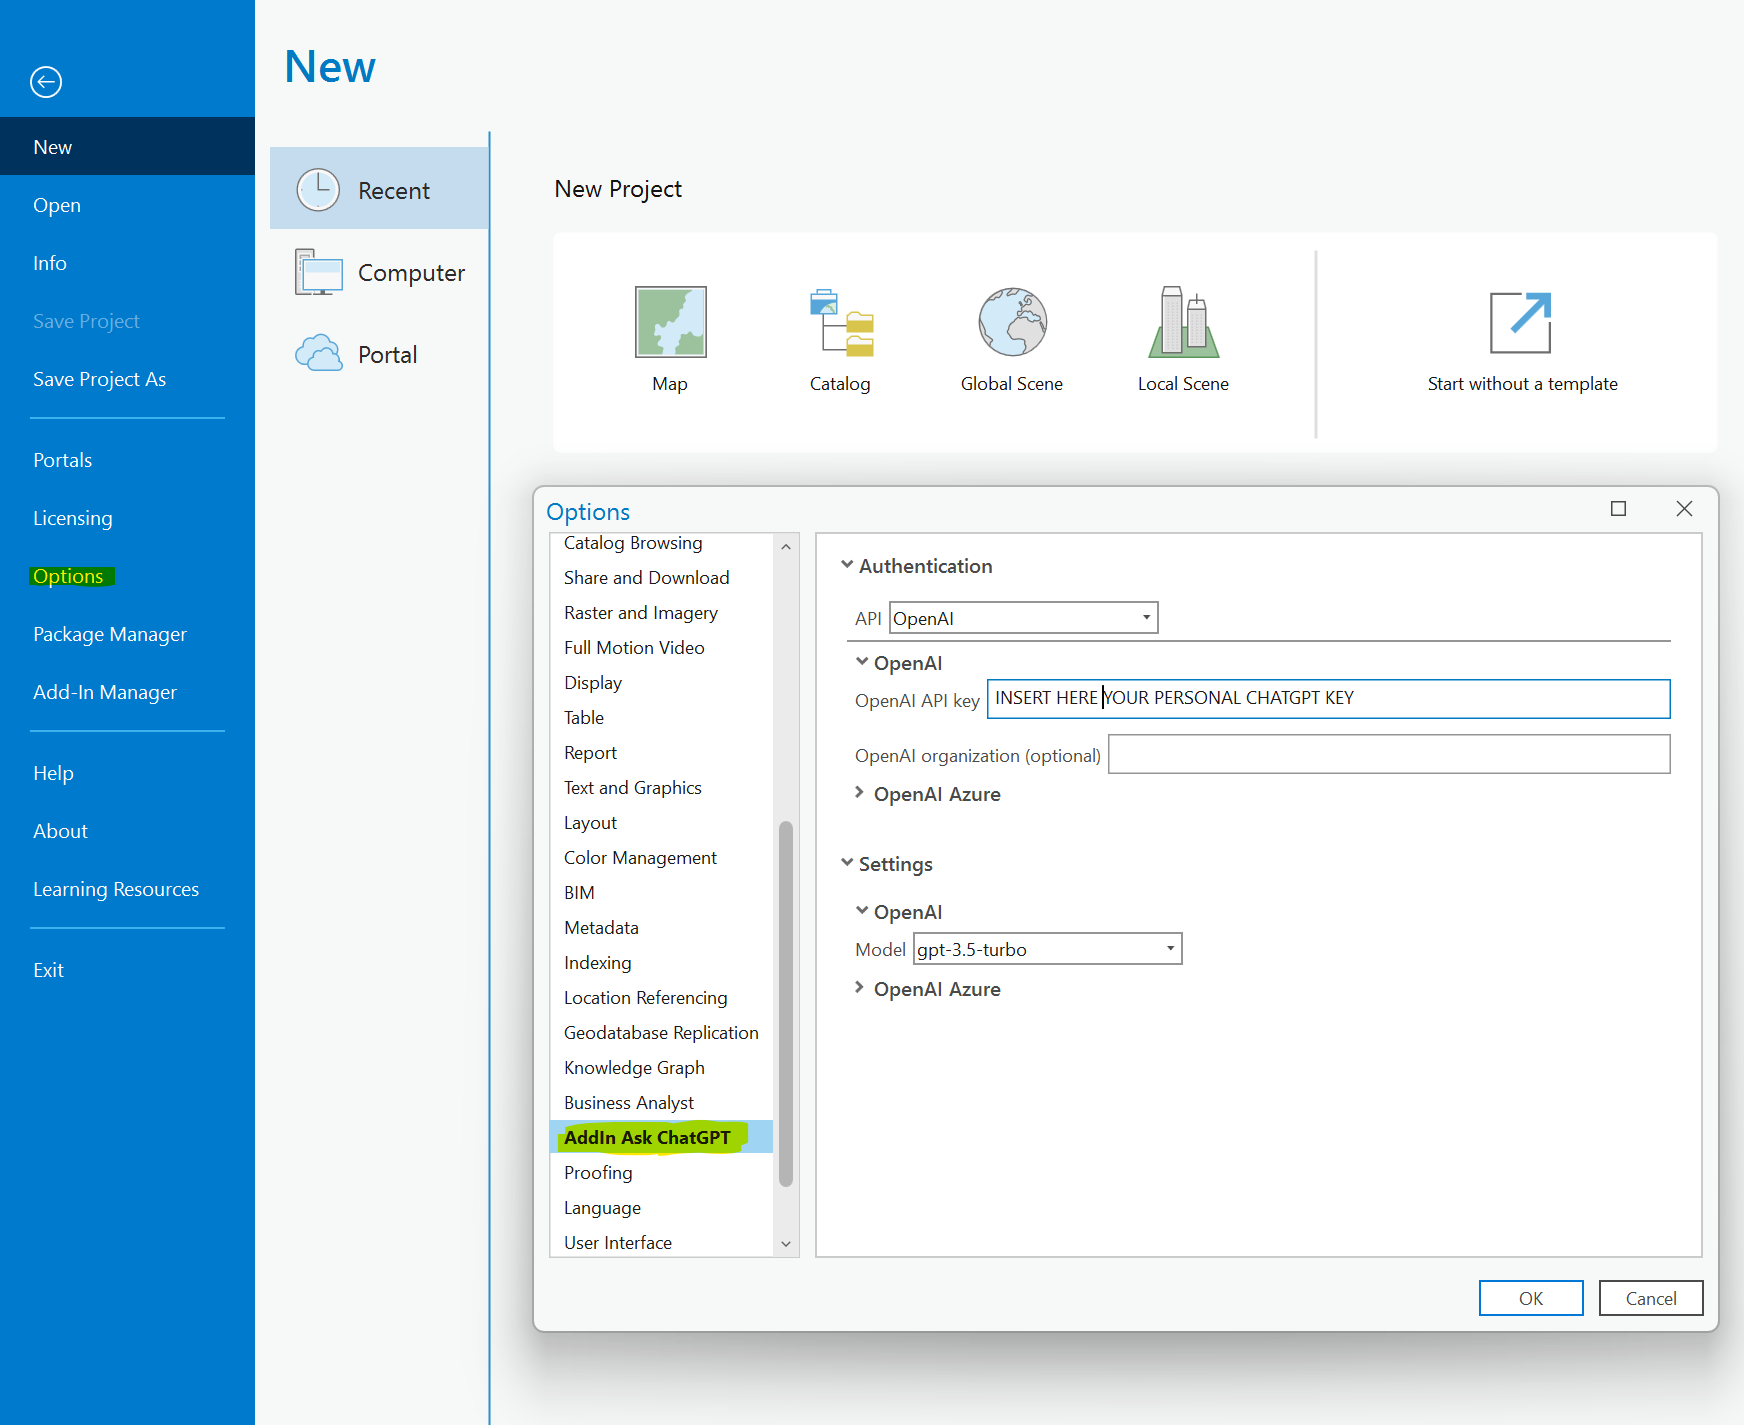 New
Open
Info
Save Project
Save Project As
Portals
Licensing
Options
Package Manager
Add-In Manager
Help
About
Learning Resources
Exit
New
Recent
Computer
Portal
New Project
Map
Catalog
Global Scene
Local Scene
Start without a template
Options
Catalog Browsing
Share and Download
Raster and Imagery
Full Motion Video
Display
Table
Report
Text and Graphics
Layout
Color Management
BIM
Metadata
Indexing
Location Referencing
Geodatabase Replication
Knowledge Graph
Business Analyst
AddIn Ask ChatGPT
Proofing
Language
User Interface
Authentication
API OpenAI
OpenAI
OpenAI API key INSERT HERE YOUR PERSONAL CHATGPT KEY
OpenAI organization (optional)
OpenAI Azure
Settings
OpenAI
Model gpt-3.5-turbo
OpenAI Azure
OK
Cancel